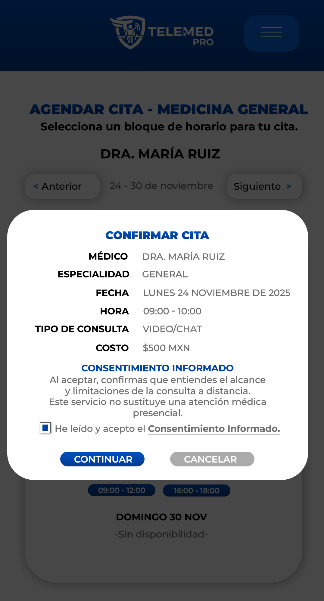 TELEMED
PRO
AGENDAR CITA - MEDICINA GENERAL
Selecciona un bloque de horario para tu cita.
DRA. MARÍA RUIZ
< Anterior 24 - 30 de noviembre Siguiente >
CONFIRMAR CITA
MÉDICO DRA. MARÍA RUIZ
ESPECIALIDAD GENERAL
FECHA LUNES 24 NOVIEMBRE DE 2025
HORA 09:00 - 10:00
TIPO DE CONSULTA VIDEO/CHAT
COSTO $500 MXN
CONSENTIMIENTO INFORMADO
Al aceptar, confirmas que entiendes el alcance
y limitaciones de la consulta a distancia.
Este servicio no sustituye una atención médica
presencial.
He leído y acepto el Consentimiento Informado.
CONTINUAR CANCELAR
09:00 - 12:00 16:00 - 18:00
DOMINGO 30 NOV
-Sin disponibilidad-